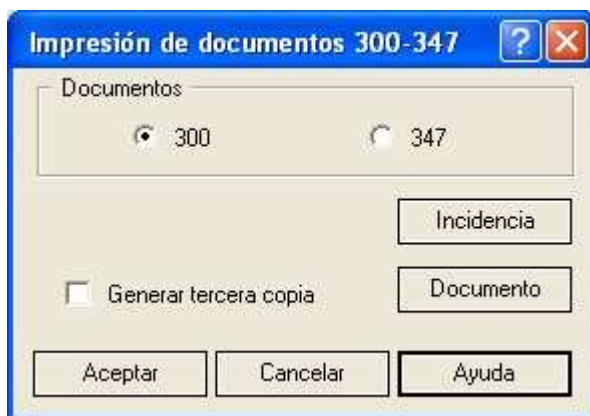 Impresión de documentos 300-347
Documentos
300 347
Incidencia
Generar tercera copia Documento
Aceptar Cancelar Ayuda